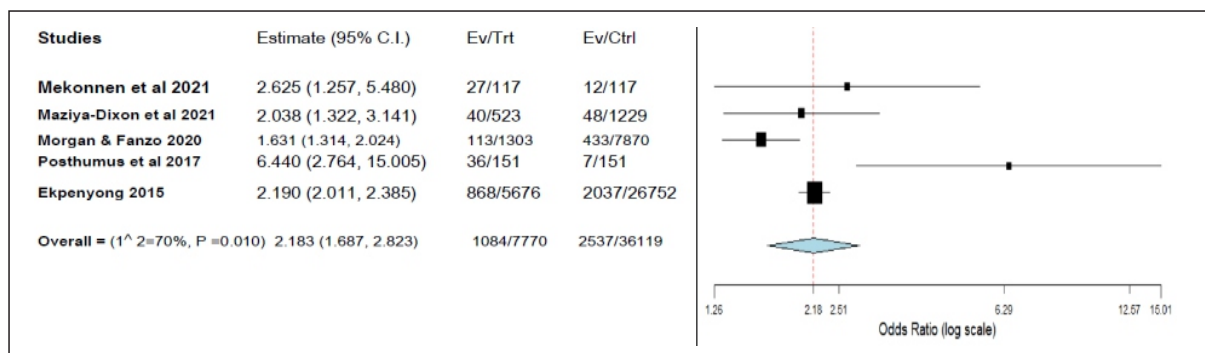 Studies Estimate (95% C.I.) Ev/Trt Ev/Ctrl
Mekonnen et al 2021 2.625 (1.257, 5.480) 27/117 12/117
Maziya-Dixon et al 2021 2.038 (1.322, 3.141) 40/523 48/1229
Morgan & Fanzo 2020 1.631 (1.314, 2.024) 113/1303 433/7870
Posthumus et al 2017 6.440 (2.764, 15.005) 36/151 7/151
Ekpenyong 2015 2.190 (2.011, 2.385) 868/5676 2037/26752
Overall = (1^ 2=70%, P =0.010) 2.183 (1.687, 2.823) 1084/7770 2537/36119
1.26 2.18 2.51 6.29 12.57 15.01
Odds Ratio (log scale)